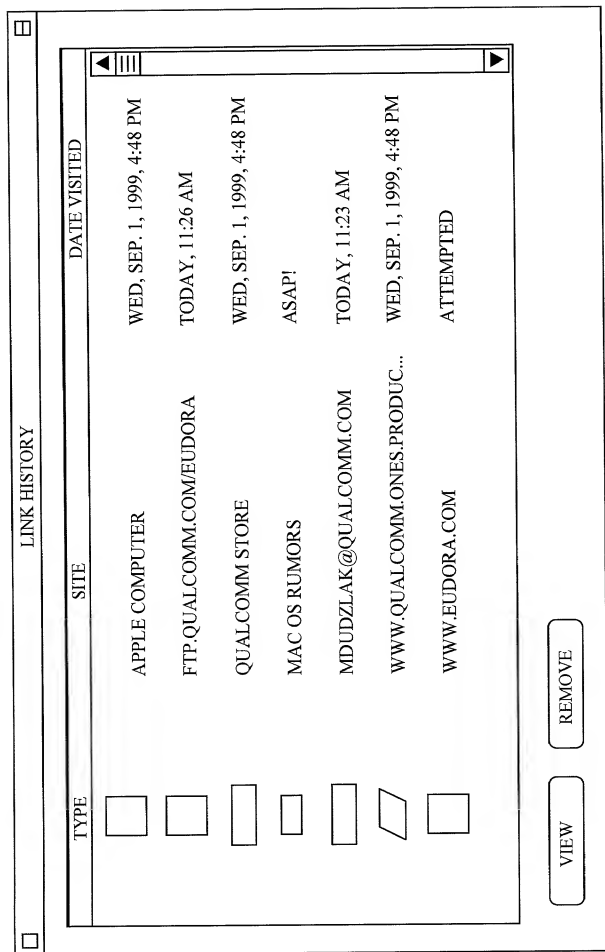 LINK HISTORY
TYPE SITE DATE VISITED
APPLE COMPUTER WED, SEP. 1, 1999, 4:48 PM
FTP.QUALCOMM.COM/EUDORA TODAY, 11:26 AM
QUALCOMM STORE WED, SEP. 1, 1999, 4:48 PM
MAC OS RUMORS ASAP!
MDUDZLAK@QUALCOMM.COM TODAY, 11:23 AM
WWW.QUALCOMM.ONES.PRODUC... WED, SEP. 1, 1999, 4:48 PM
WWW.EUDORA.COM ATTEMPTED
VIEW REMOVE